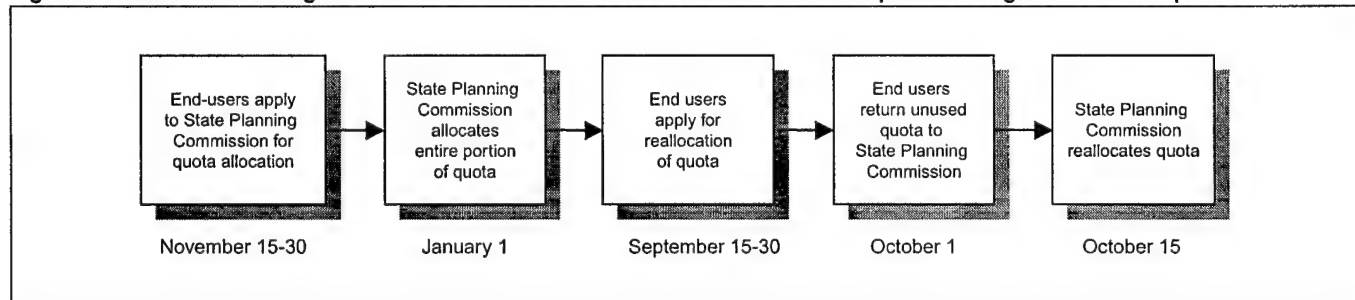 End-users apply
to State Planning
Commission for
quota allocation
State Planning
Commission
allocates
entire portion
of quota
End users
apply for
reallocation
of quota
End users
return unused
quota to
State Planning
Commission
State Planning
Commission
reallocates quota
November 15-30
January 1
September 15-30
October 1
October 15